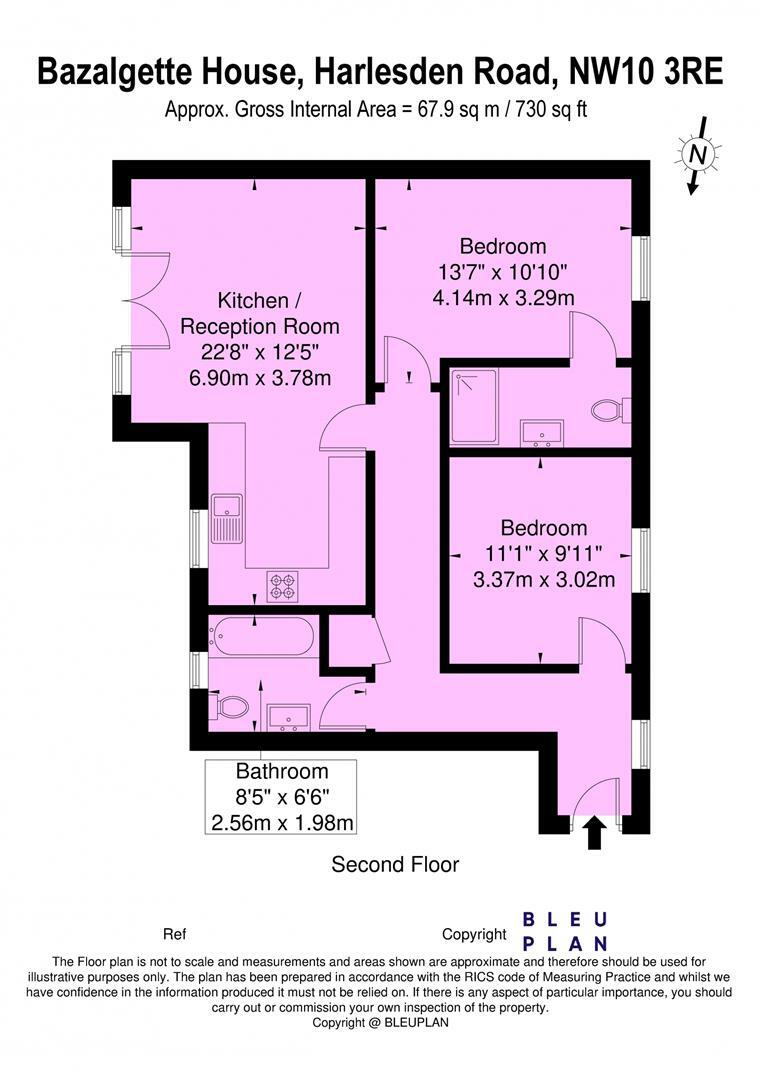 Bazalgette House, Harlesden Road, NW10 3RE
Approx. Gross Internal Area = 67.9 sq m / 730 sq ft
N
Bedroom
13'7" x 10'10"
4.14m x 3.29m
Kitchen /
Reception Room
22'8" x 12'5"
6.90m x 3.78m
Bedroom
11'1" x 9'11"
3.37m x 3.02m
Bathroom
8'5" x 6'6"
2.56m x 1.98m
Second Floor
Ref
Copyright
BLEU
PLAN
The Floor plan is not to scale and measurements and areas shown are approximate and therefore should be used for
illustrative purposes only. The plan has been prepared in accordance with the RICS code of Measuring Practice and whilst we
have confidence in the information produced it must not be relied on. If there is any aspect of particular importance, you should
carry out or commission your own inspection of the property.
Copyright @ BLEUPLAN